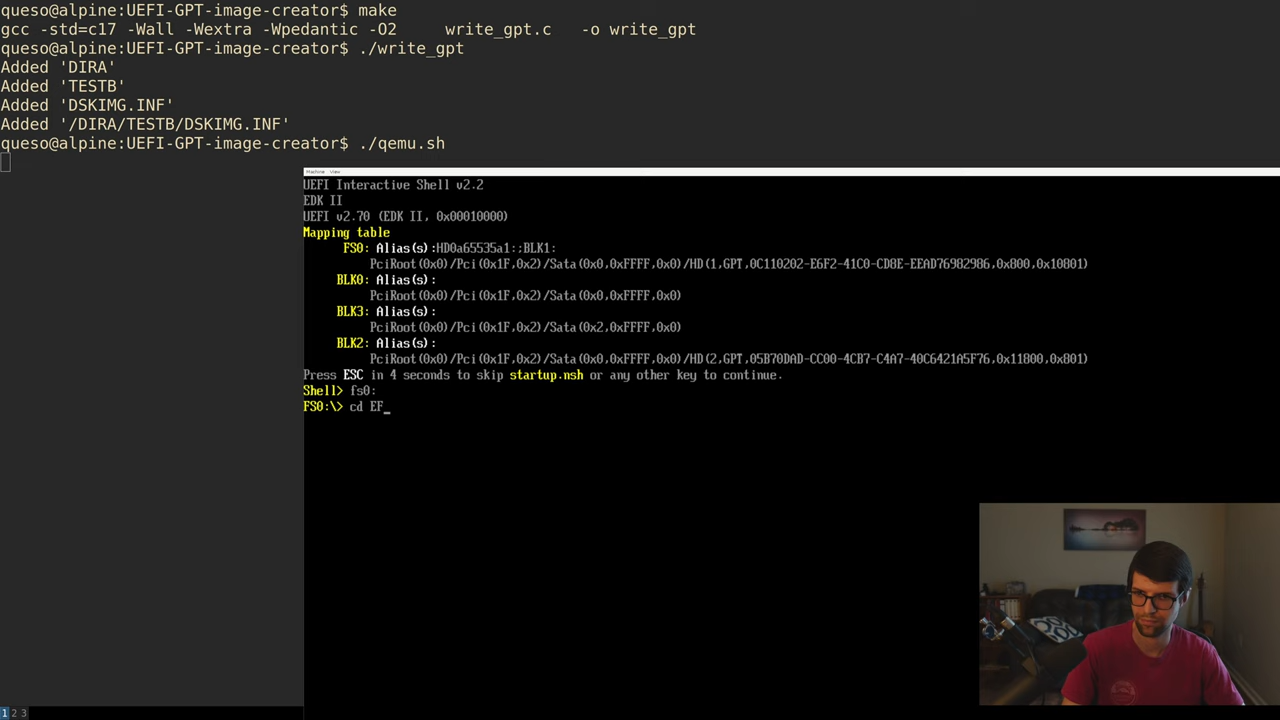 queso@alpine:UEFI-GPT-image-creator$ make
gcc -std=c17 -Wall -Wextra -Wpedantic -O2     write_gpt.c   -o write_gpt
queso@alpine:UEFI-GPT-image-creator$ ./write_gpt
Added 'DIRA'
Added 'TESTB'
Added 'DSKIMG.INF'
Added '/DIRA/TESTB/DSKIMG.INF'
queso@alpine:UEFI-GPT-image-creator$ ./qemu.sh
Machine View
UEFI Interactive Shell v2.2
EDK II
UEFI v2.70 (EDK II, 0x00010000)
Mapping table
FS0: Alias(s):HD0a65535a1:;BLK1:
PciRoot(0x0)/Pci(0x1F,0x2)/Sata(0x0,0xFFFF,0x0)/HD(1,GPT,0C110202-E6F2-41C0-CD8E-EEAD76982986,0x800,0x10801)
BLK0: Alias(s):
PciRoot(0x0)/Pci(0x1F,0x2)/Sata(0x0,0xFFFF,0x0)
BLK3: Alias(s):
PciRoot(0x0)/Pci(0x1F,0x2)/Sata(0x2,0xFFFF,0x0)
BLK2: Alias(s):
PciRoot(0x0)/Pci(0x1F,0x2)/Sata(0x0,0xFFFF,0x0)/HD(2,GPT,05B70DAD-CC00-4CB7-C4A7-40C6421A5F76,0x11800,0x801)
Press ESC in 4 seconds to skip startup.nsh or any other key to continue.
Shell> fs0:
FS0:\> cd EF_
1 2 3